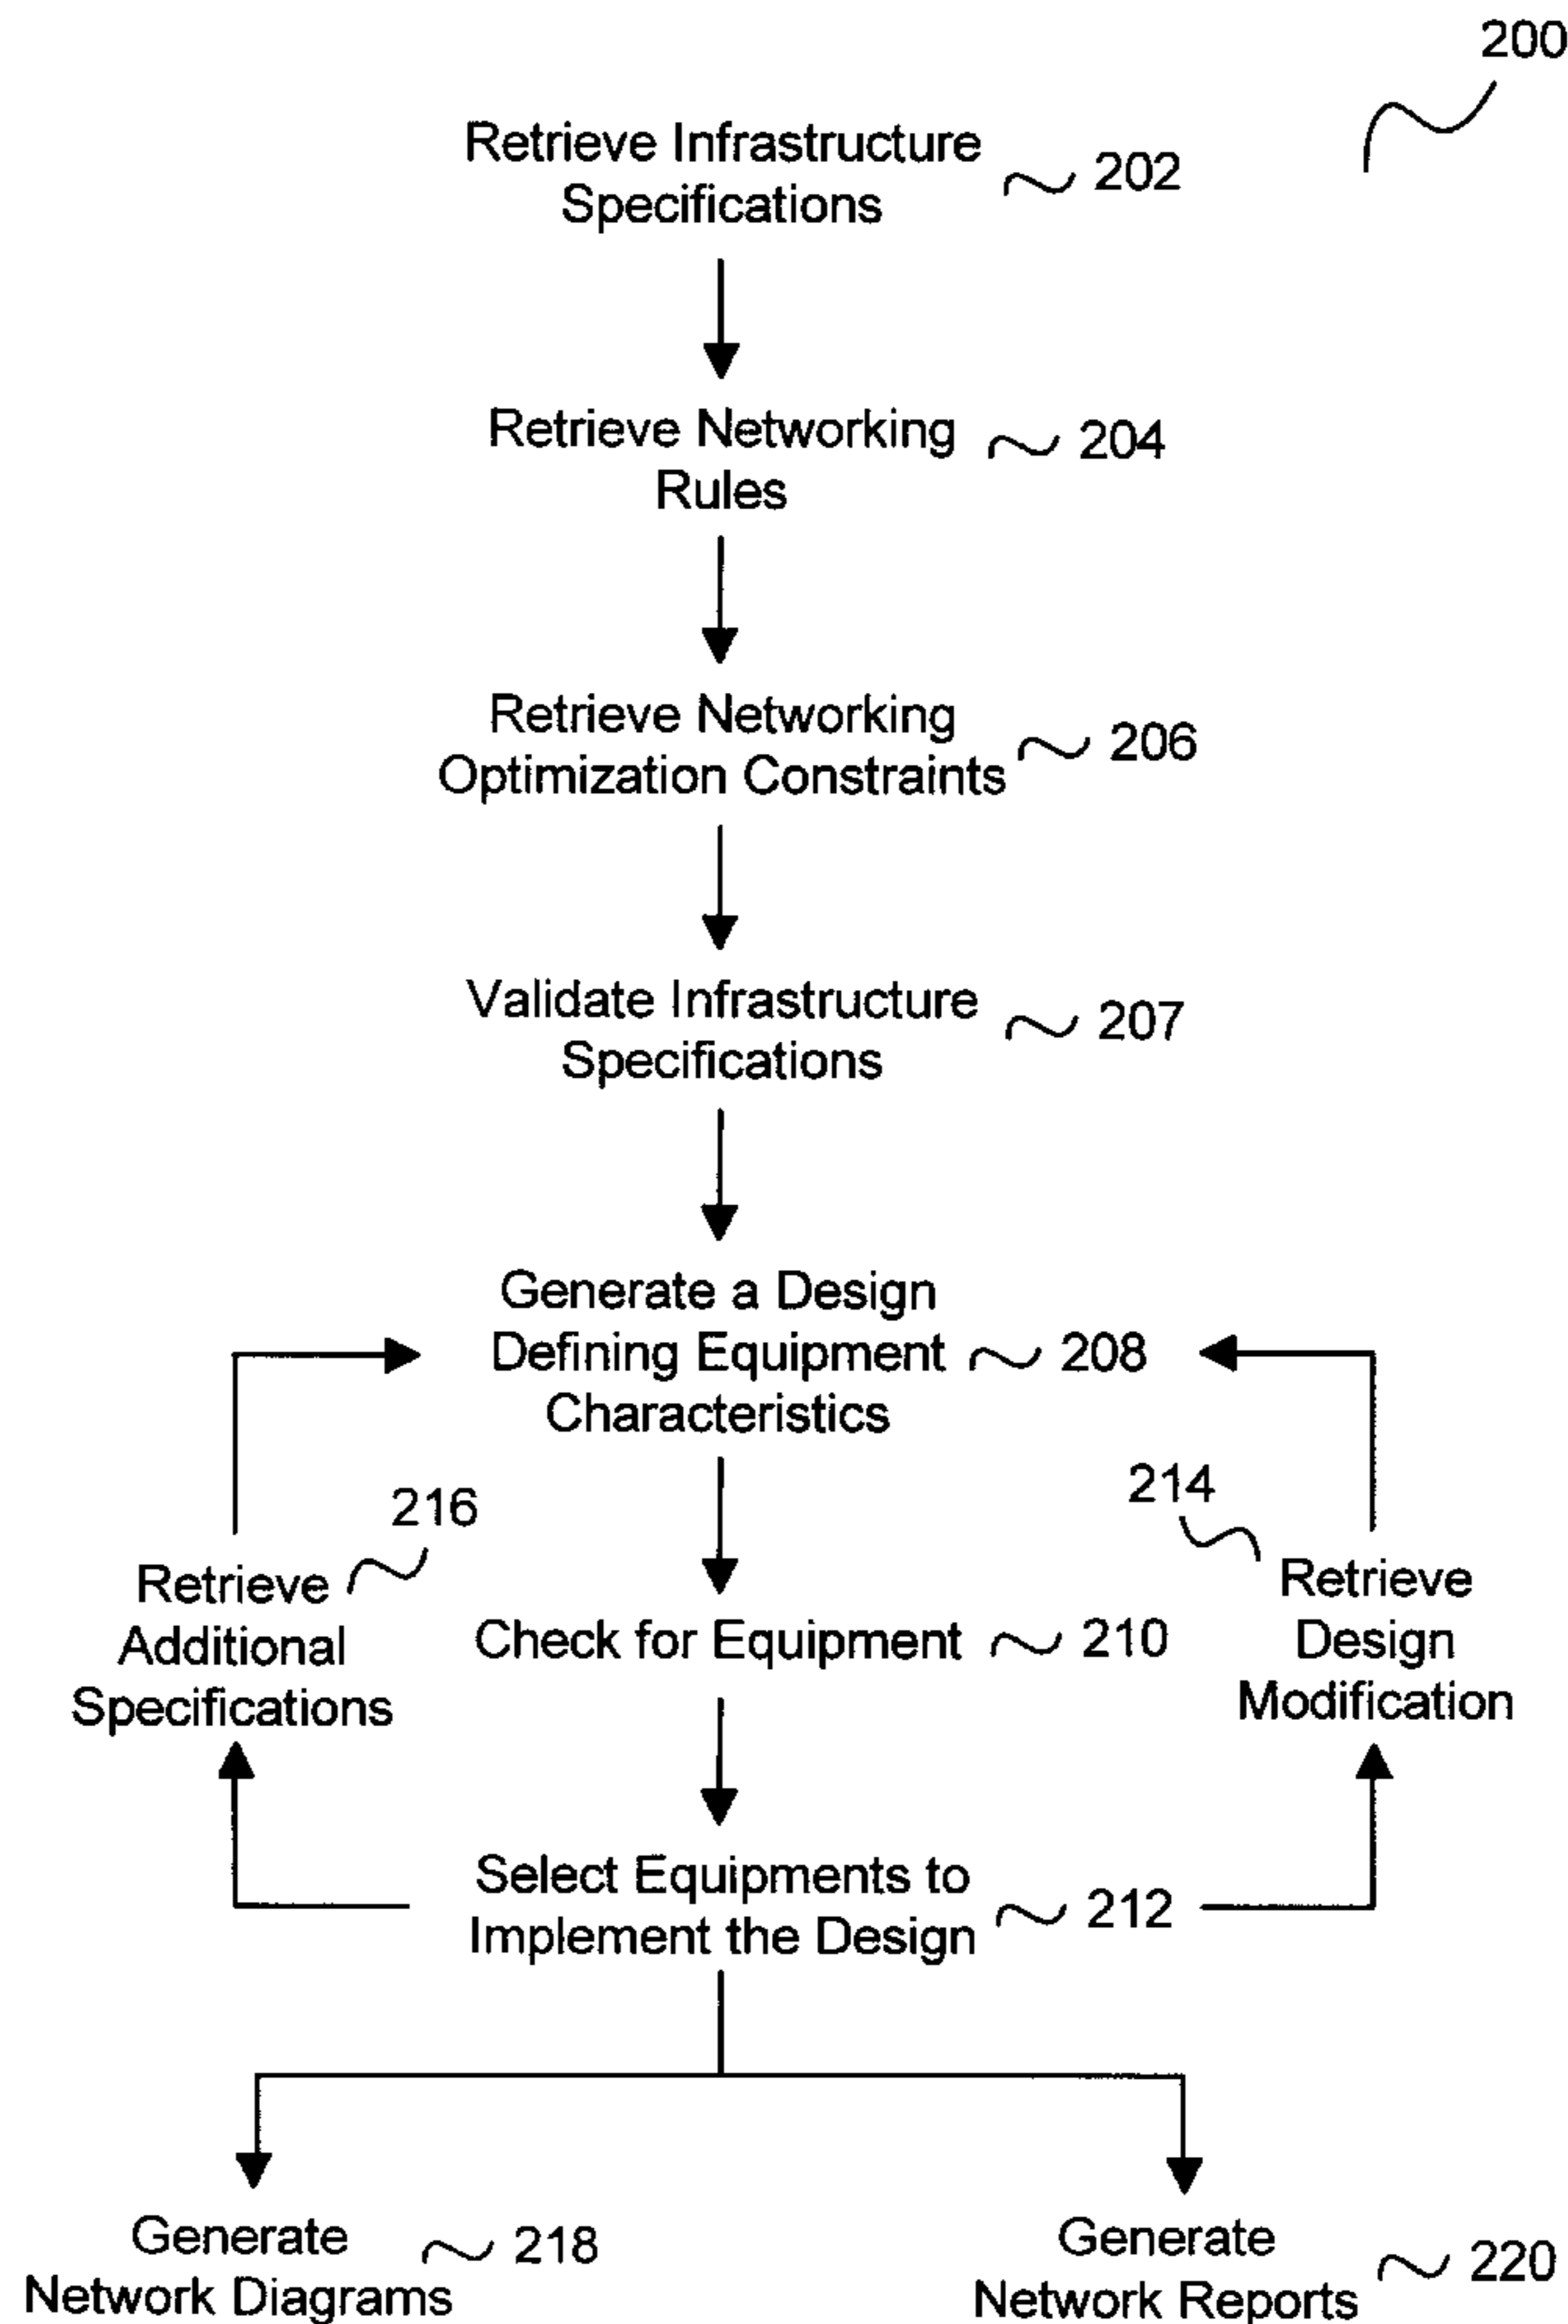 200
Retrieve Infrastructure
Specifications
202
Retrieve Networking
Rules
204
Retrieve Networking
Optimization Constraints
206
Validate Infrastructure
Specifications
207
Generate a Design
Defining Equipment
Characteristics
208
216
Retrieve
Additional
Specifications
Check for Equipment
210
214
Retrieve
Design
Modification
Select Equipments to
Implement the Design
212
Generate
Network Diagrams
218
Generate
Network Reports
220